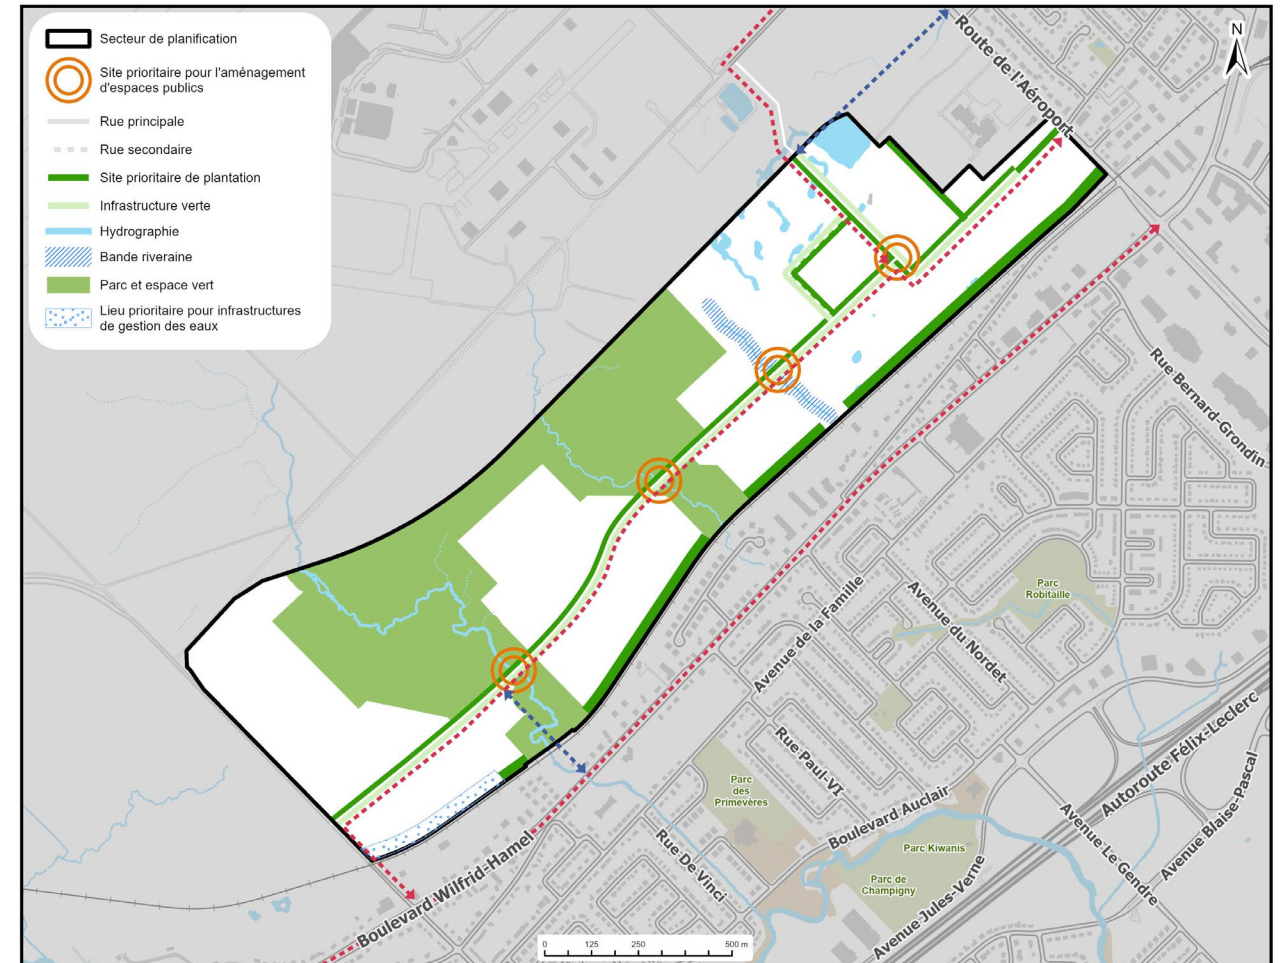 Secteur de planification
Site prioritaire pour l'aménagement
d'espaces publics
Rue principale
Rue secondaire
Site prioritaire de plantation
Infrastructure verte
Hydrographie
Bande riveraine
Parc et espace vert
Lieu prioritaire pour infrastructures
de gestion des eaux
N
Route de l'Aéroport
Rue Bernard-Grondin
Parc
Robitaille
Avenue de la Famille
Avenue du Nordet
Autoroute Félix-Leclerc
Rue Paul-VI
Parc
des
Primevères
Boulevard Auclair
Avenue Blaise-Pascal
Avenue Le Gendre
Parc Kiwanis
Parc de
Champigny
Rue De Vinci
Avenue Jules-Verne
Boulevard Wilfrid-Hamel
0 125 250 500 m